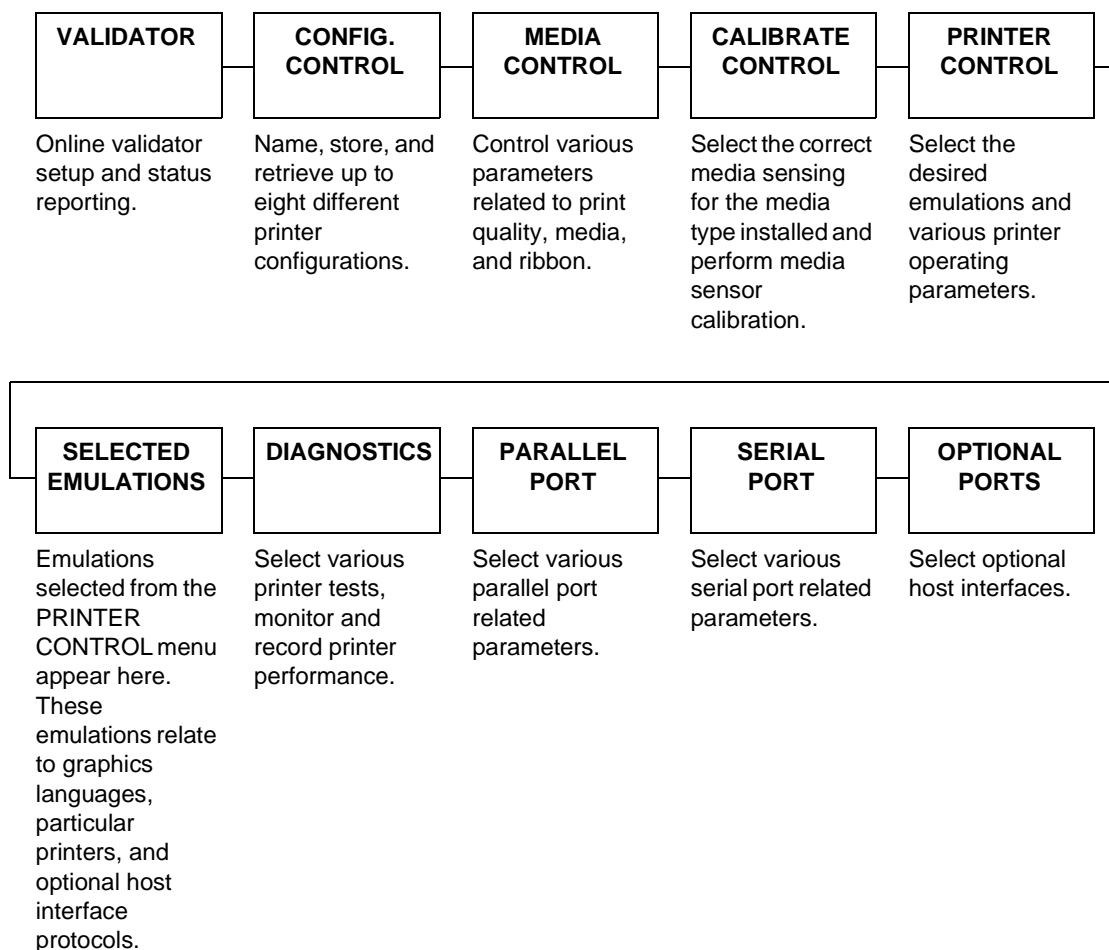 VALIDATOR
Online validator
setup and status
reporting.
CONFIG.
CONTROL
Name, store, and
retrieve up to
eight different
printer
configurations.
MEDIA
CONTROL
Control various
parameters
related to print
quality, media,
and ribbon.
CALIBRATE
CONTROL
Select the correct
media sensing
for the media
type installed and
perform media
sensor
calibration.
PRINTER
CONTROL
Select the
desired
emulations and
various printer
operating
parameters.
SELECTED
EMULATIONS
Emulations
selected from the
PRINTER
CONTROL menu
appear here.
These
emulations relate
to graphics
languages,
particular
printers, and
optional host
interface
protocols.
DIAGNOSTICS
Select various
printer tests,
monitor and
record printer
performance.
PARALLEL
PORT
Select various
parallel port
related
parameters.
SERIAL
PORT
Select various
serial port related
parameters.
OPTIONAL
PORTS
Select optional
host interfaces.